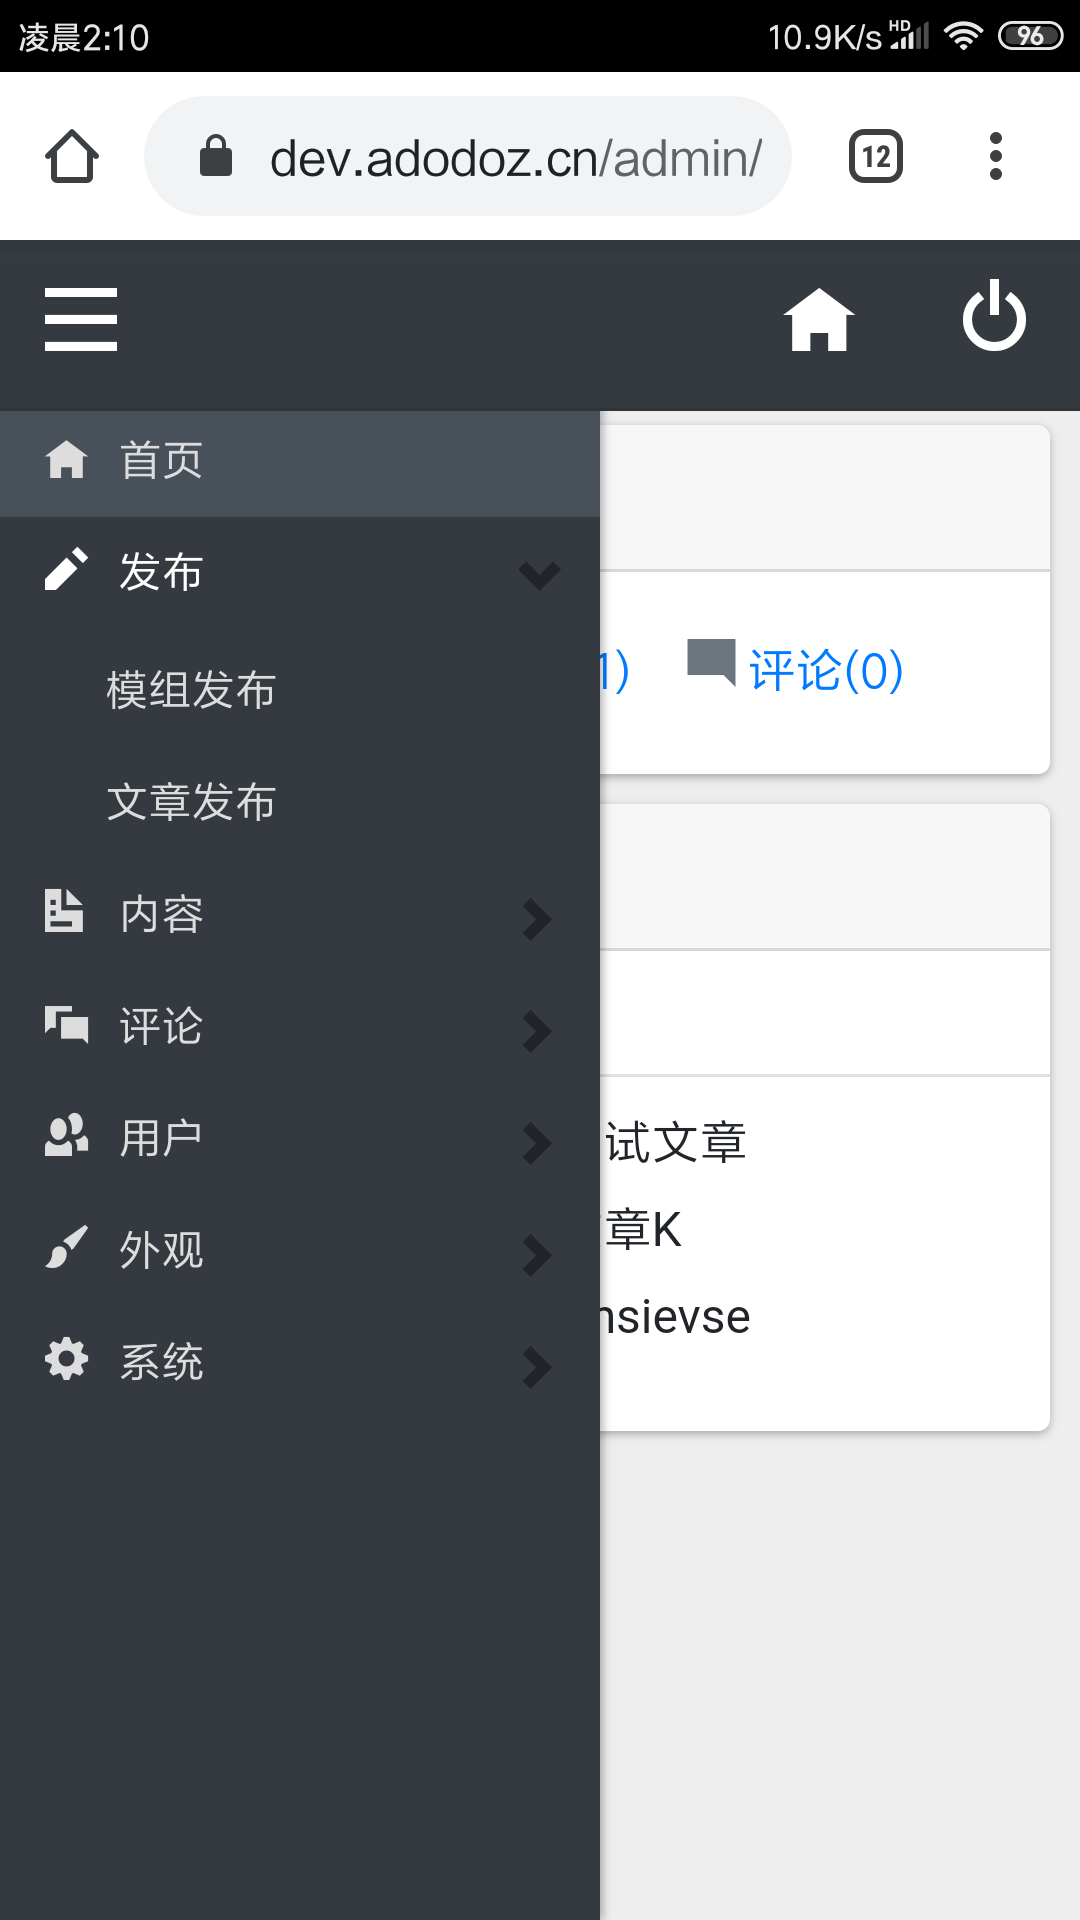 凌晨2:10 10.9K/s HD 96
dev.adodoz.cn/admin/ 12
首页
发布
模组发布
1) 评论(0)
文章发布
内容
评论
用户
试文章
外观
章K
nsievse
系统